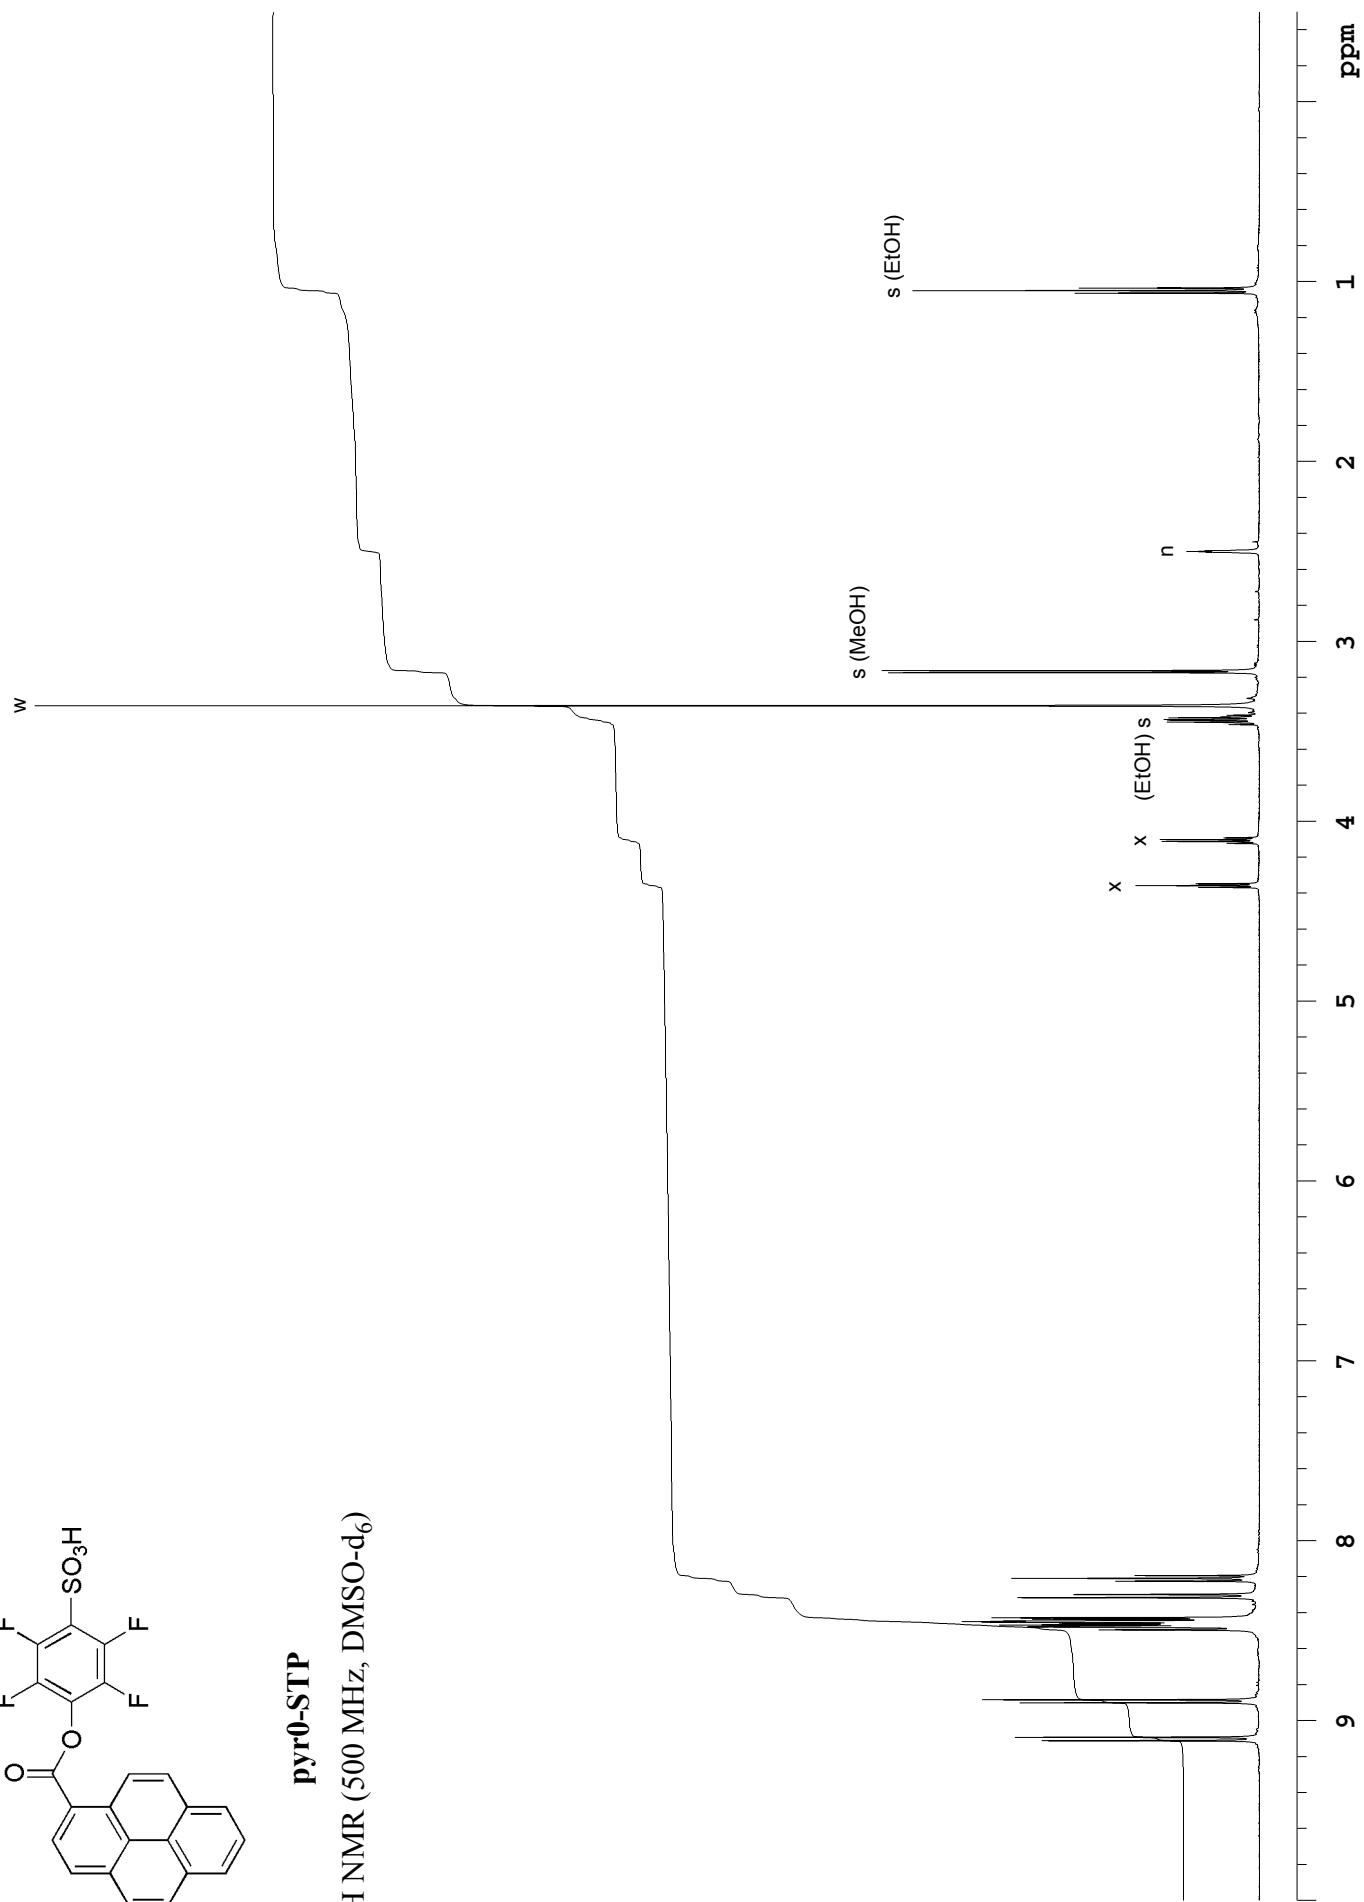 F
F
SO3H
O
O
F
F
pyr0-STP
H NMR (500 MHz, DMSO-d6)
w
s (EtOH)
s (MeOH)
n
(EtOH) s
x
x
9
8
7
6
5
4
3
2
1
ppm